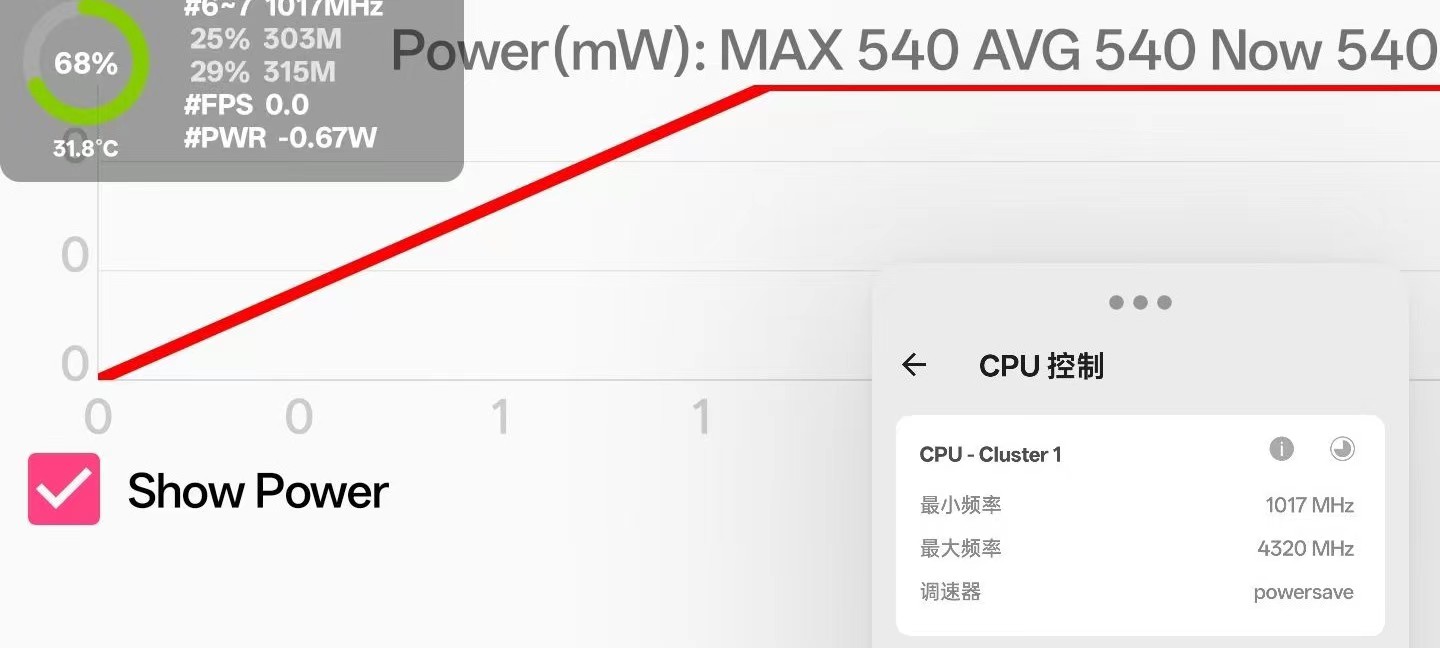 #6~7 1017MHz
25% 303M
29% 315M
#FPS 0.0
#PWR -0.67W
68%
31.8°C
Power(mW): MAX 540 AVG 540 Now 540
0
0
0
0
0
1
1
Show Power
CPU 控制
CPU - Cluster 1
最小频率 1017 MHz
最大频率 4320 MHz
调速器 powersave